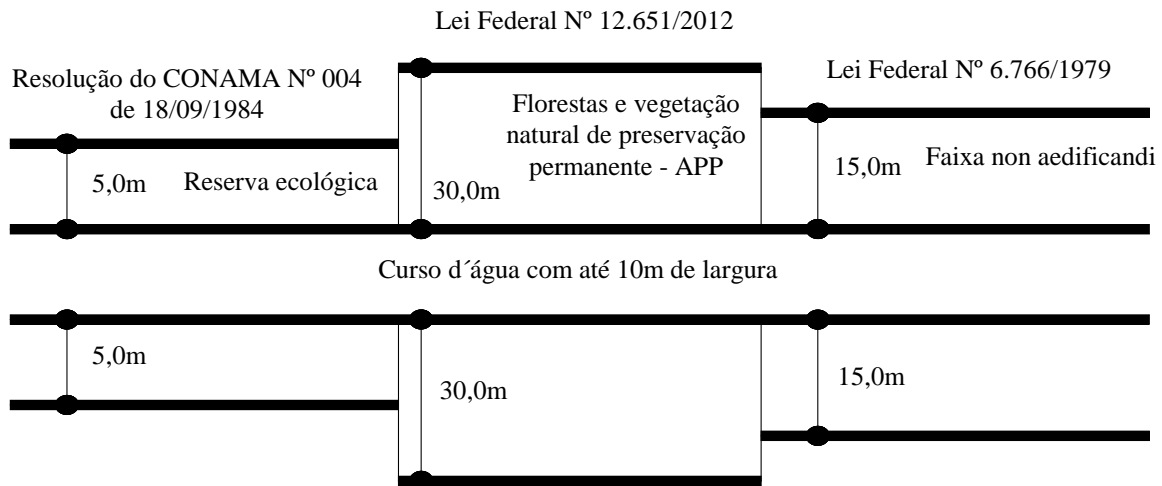 Lei Federal Nº 12.651/2012
Resolução do CONAMA Nº 004
de 18/09/1984
Lei Federal Nº 6.766/1979
Florestas e vegetação
natural de preservação
permanente - APP
5,0m
Reserva ecológica
30,0m
15,0m
Faixa non aedificandi
Curso d´água com até 10m de largura
5,0m
30,0m
15,0m